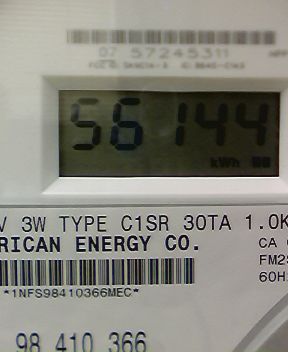 07 57245311
56144
kWh
V 3W TYPE C1SR 30TA 1.0K
RICAN ENERGY CO.
CA
FM2S
60H
*1NFS98410366MEC*
98 410 366